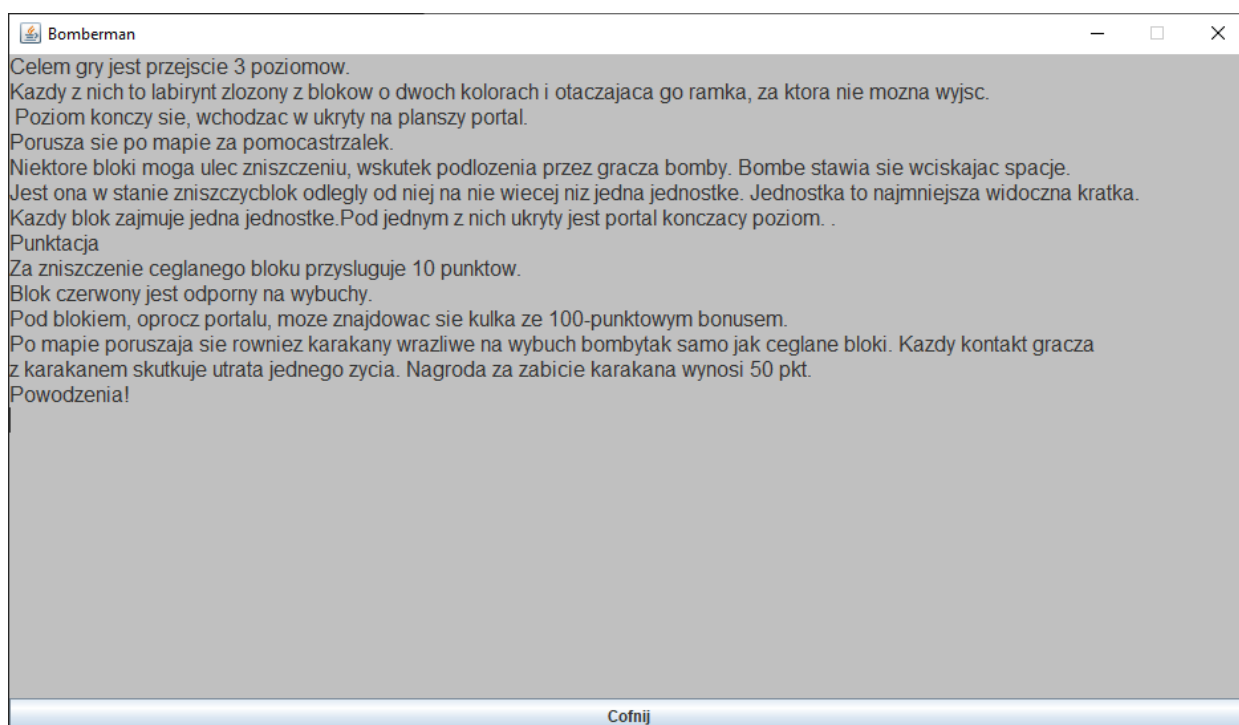 Bomberman
Celem gry jest przejscie 3 poziomow.
Kazdy z nich to labirynt zlozony z blokow o dwoch kolorach i otaczajaca go ramka, za ktora nie mozna wyjsc.
Poziom konczy sie, wchodzac w ukryty na planszy portal.
Porusza sie po mapie za pomocastrzalek.
Niektore bloki moga ulec zniszczeniu, wskutek podlozenia przez gracza bomby. Bombe stawia sie wciskajac spacje.
Jest ona w stanie zniszczycblok odlegly od niej na nie wiecej niz jedna jednostke. Jednostka to najmniejsza widoczna kratka.
Kazdy blok zajmuje jedna jednostke.Pod jednym z nich ukryty jest portal konczacy poziom. .
Punktacja
Za zniszczenie ceglanego bloku przysluguje 10 punktow.
Blok czerwony jest odporny na wybuchy.
Pod blokiem, oprocz portalu, moze znajdowac sie kulka ze 100-punktowym bonusem.
Po mapie poruszaja sie rowniez karakany wrazliwe na wybuch bombytak samo jak ceglane bloki. Kazdy kontakt gracza
z karakanem skutkuje utrata jednego zycia. Nagroda za zabicie karakana wynosi 50 pkt.
Powodzenia!
Cofnij